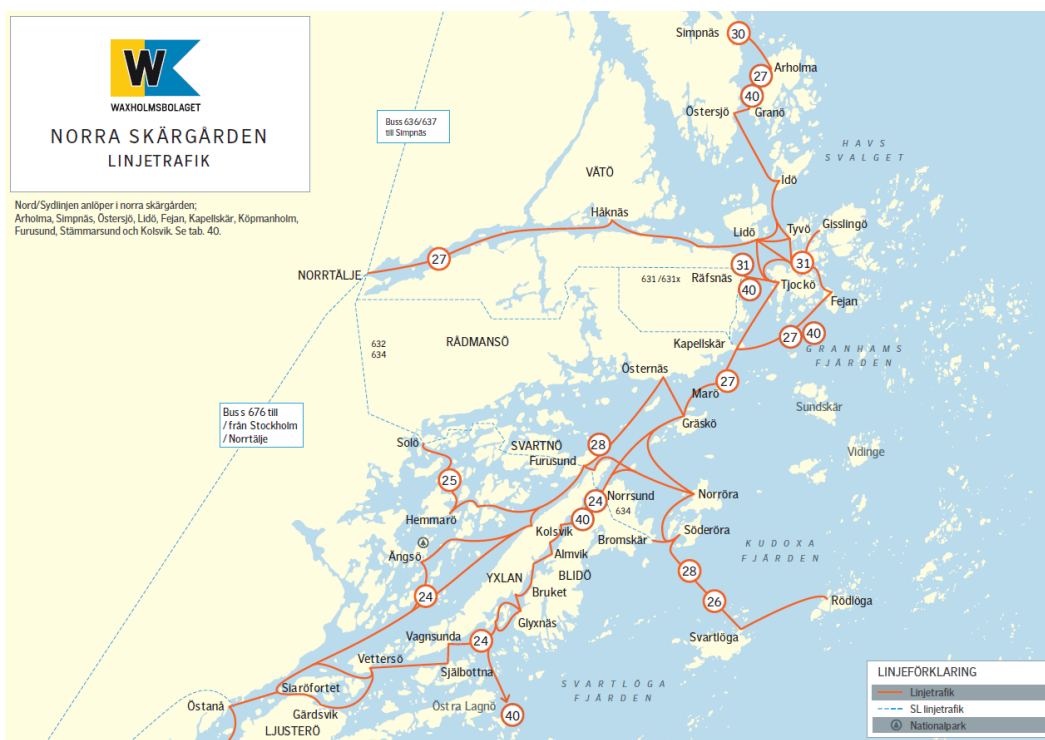 W
WAXHOLMSBOLAGET
NORRA SKÄRGÅRDEN
LINJETRAFIK
Nord/Sydlinjen anlöper i norra skärgården;
Arholma, Simpnäs, Östersjö, Lidö, Fejan, Kapellskär, Köpmanholm,
Furusund, Stämmarsund och Kolsvik. Se tab. 40.
Buss 636/637
till Simpnäs
Simpnäs
30
Arholma
27
40
Östersjö
Granö
HAVS
SVALGET
VÄTÖ
Idö
Håknäs
Lidö
Tyvö
Gisslingö
27
NORRTÄLJE
31
31
631/631x
Räfsnäs
40
Tjockö
Fejan
632
634
RÅDMANSÖ
Kapellskär
27
40
GRANHAMS
FJÄRDEN
Östernäs
27
Marö
Sundskär
Buss 676 till
/från Stockholm
/Norrtälje
Gräskö
Solö
SVARTNÖ
28
Vidinge
Furusund
25
24
Norrsund
Norröra
634
Hemmarö
40
Kolsvik
Bromskär
Söderöra
KUDOXA
FJÄRDEN
Ängsö
Almvik
YXLAN
BLIDÖ
28
24
Bruket
26
Rödlöga
Glyxnäs
Vagnsunda
24
Svartlöga
Vettersö
Själbottna
SVARTLÖGA
FJÄRDEN
Siaröfortet
Östanå
Gärdsvik
Östra Lagnö
40
LJUSTERÖ
LINJEFÖRKLARING
Linjetrafik
SL linjetrafik
Nationalpark